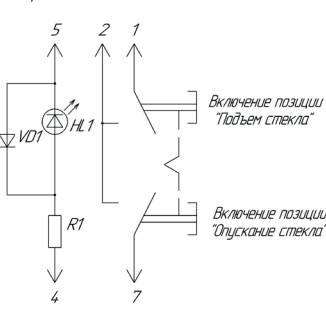 5 2 1
Включение позиции
"Подъем стекла"
HL1
VD1
Включение позиции
"Опускание стекла"
R1
4 7